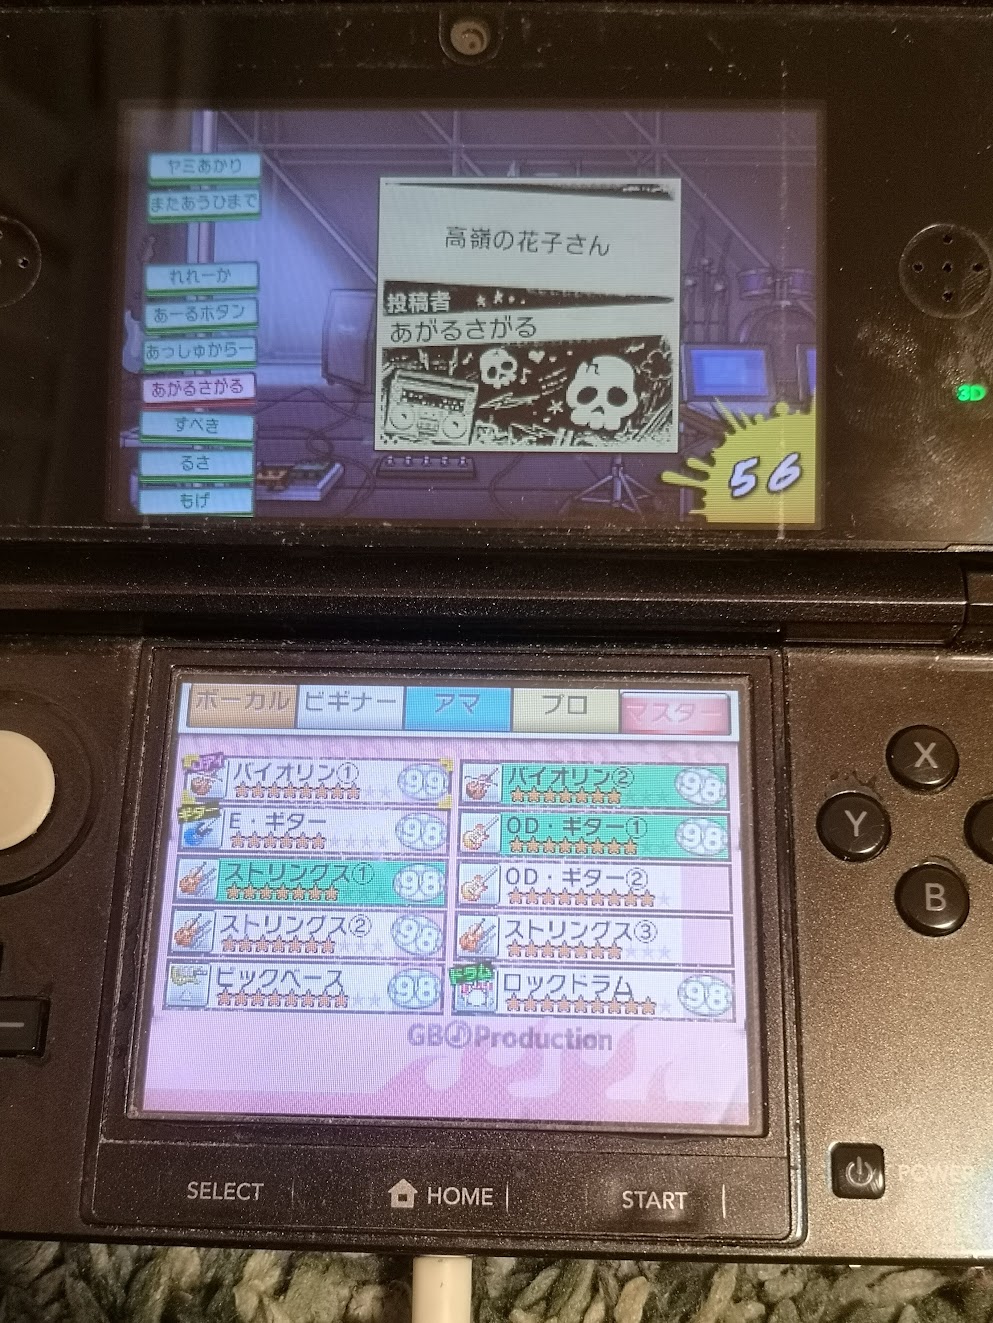 ヤミあかり
またあうひまで
れれーか
あーるボタン
あっしゅからー
あがるさがる
すべき
るさ
もげ
高嶺の花子さん
投稿者
あがるさがる
56
3D
ボーカル ビギナー アマ プロ マスター
バイオリン① 99
バイオリン② 98
ギター
E・ギター 98
OD・ギター① 98
ストリングス① 98
OD・ギター②
ストリングス② 98
ストリングス③
ビックベース 98
ドラム
ロックドラム 98
GB Production
X
Y
B
SELECT
HOME
START
POWER